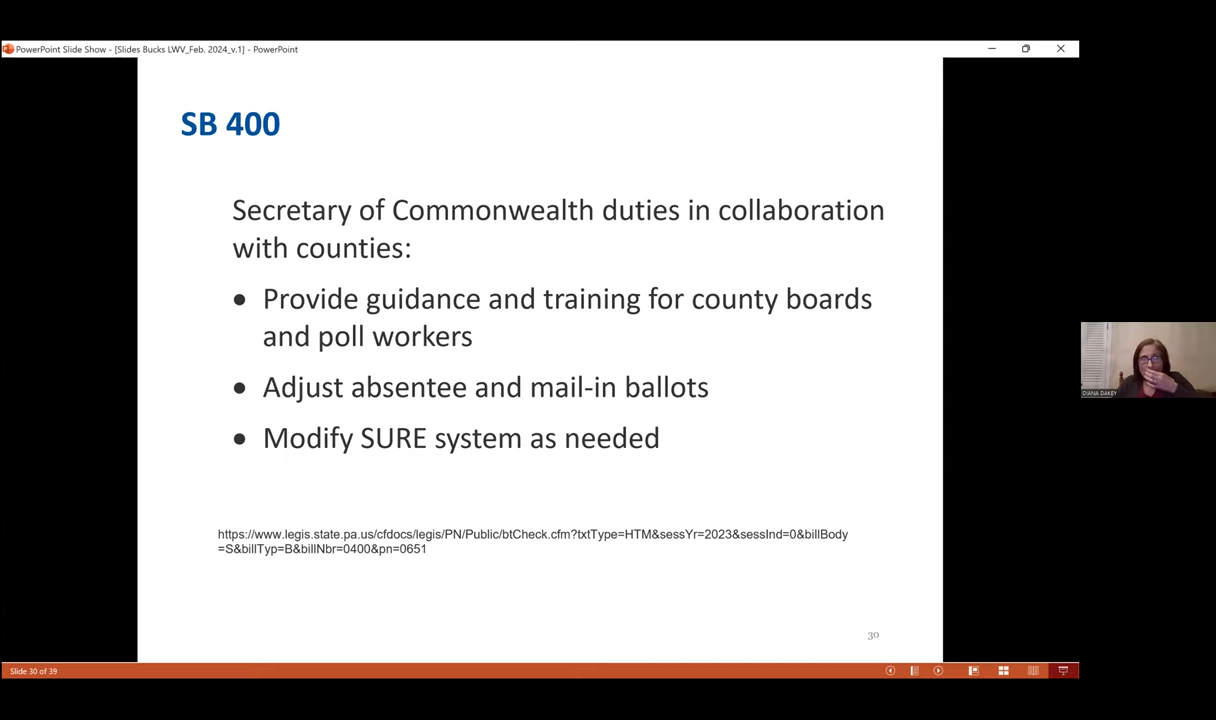 PowerPoint Slide Show - [Slides Bucks LWV_Feb. 2024_v.1] - PowerPoint
SB 400
Secretary of Commonwealth duties in collaboration
with counties:
• Provide guidance and training for county boards
and poll workers
• Adjust absentee and mail-in ballots
• Modify SURE system as needed
https://www.legis.state.pa.us/cfdocs/legis/PN/Public/btCheck.cfm?txtType=HTM&sessYr=2023&sessInd=0&billBody
=S&billTyp=B&billNbr=0400&pn=0651
30
DIANA DAKEY
Slide 30 of 39